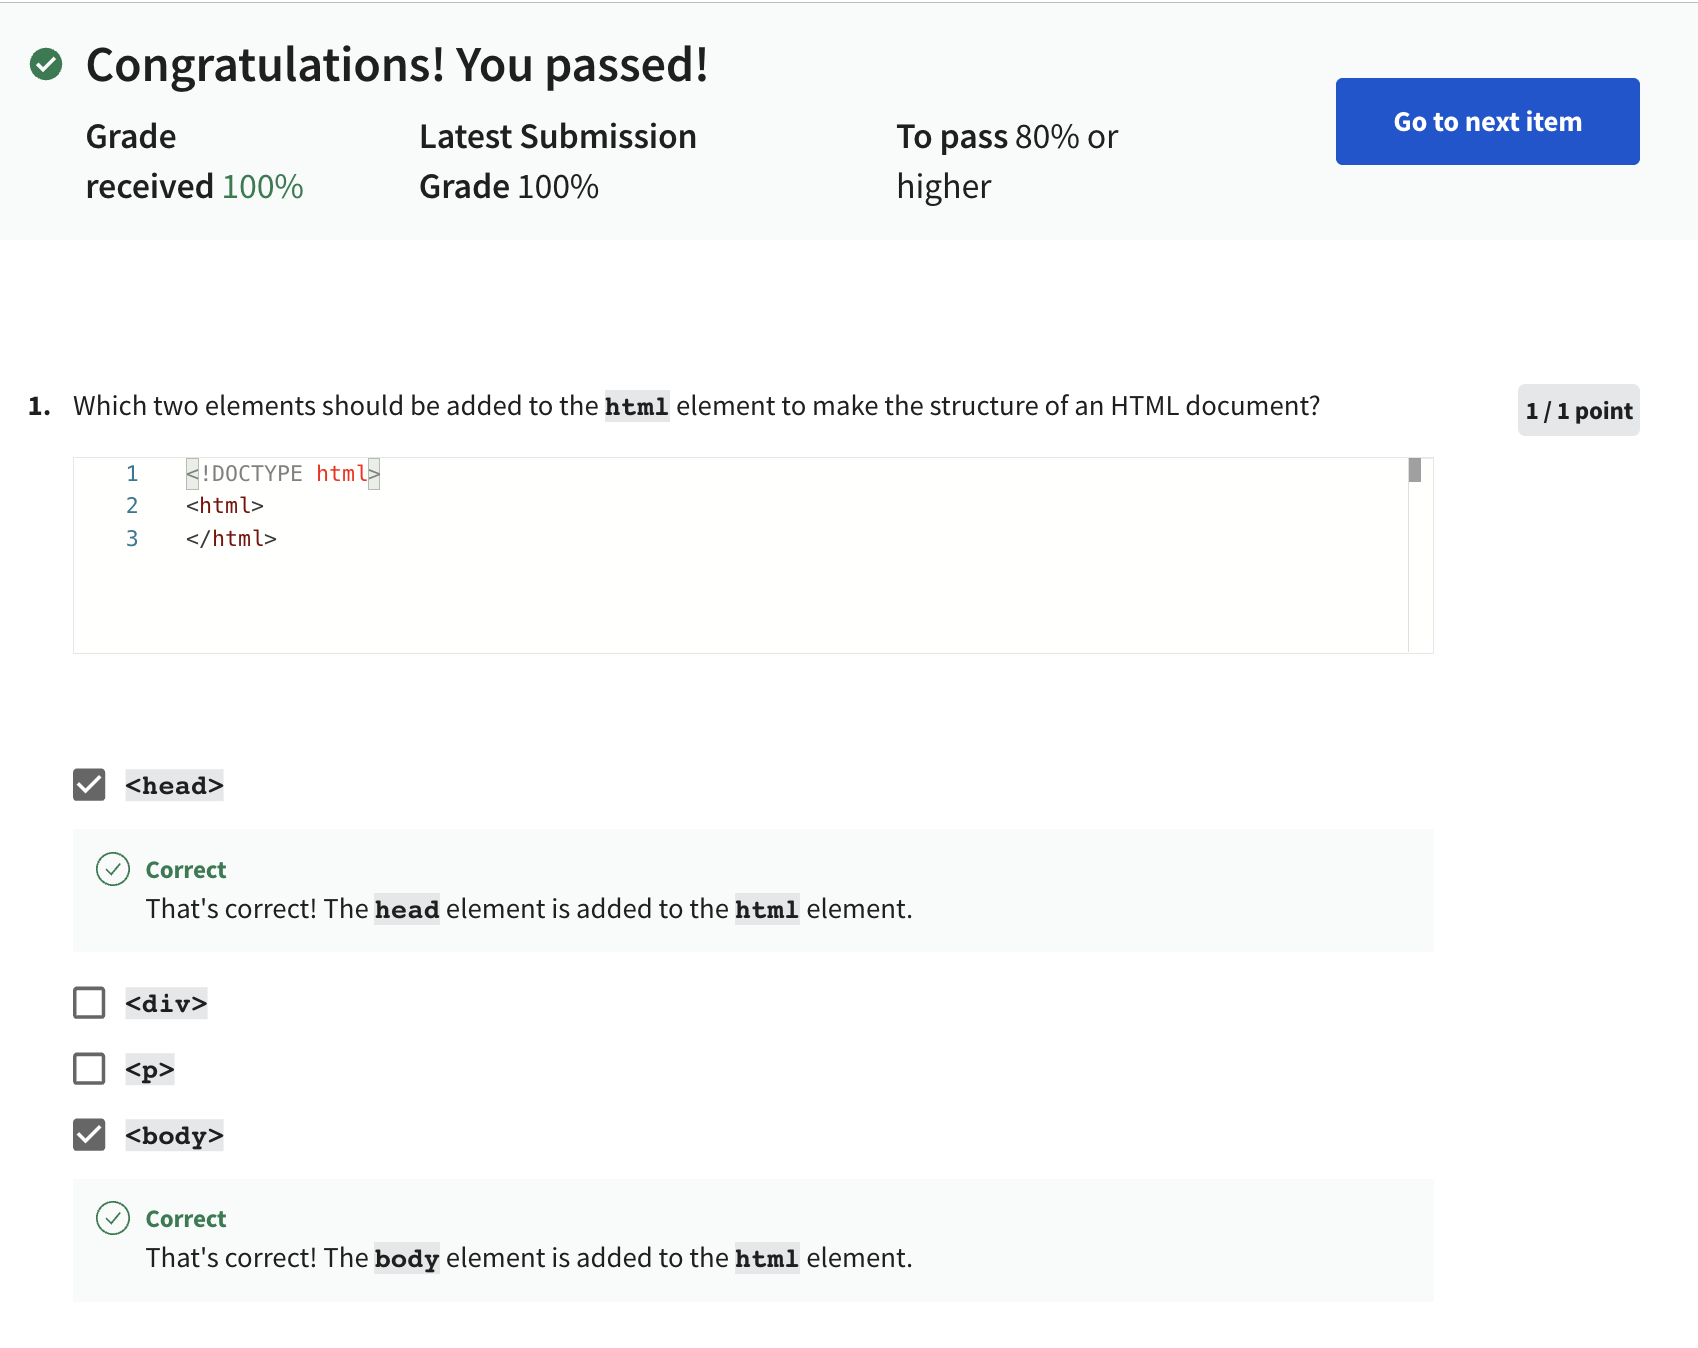 Congratulations! You passed!
Grade received 100%
Latest Submission Grade 100%
To pass 80% or higher
Go to next item
1. Which two elements should be added to the html element to make the structure of an HTML document?
1 / 1 point
1 <!DOCTYPE html>
2 <html>
3 </html>
<head>
Correct
That's correct! The head element is added to the html element.
<div>
<p>
<body>
Correct
That's correct! The body element is added to the html element.